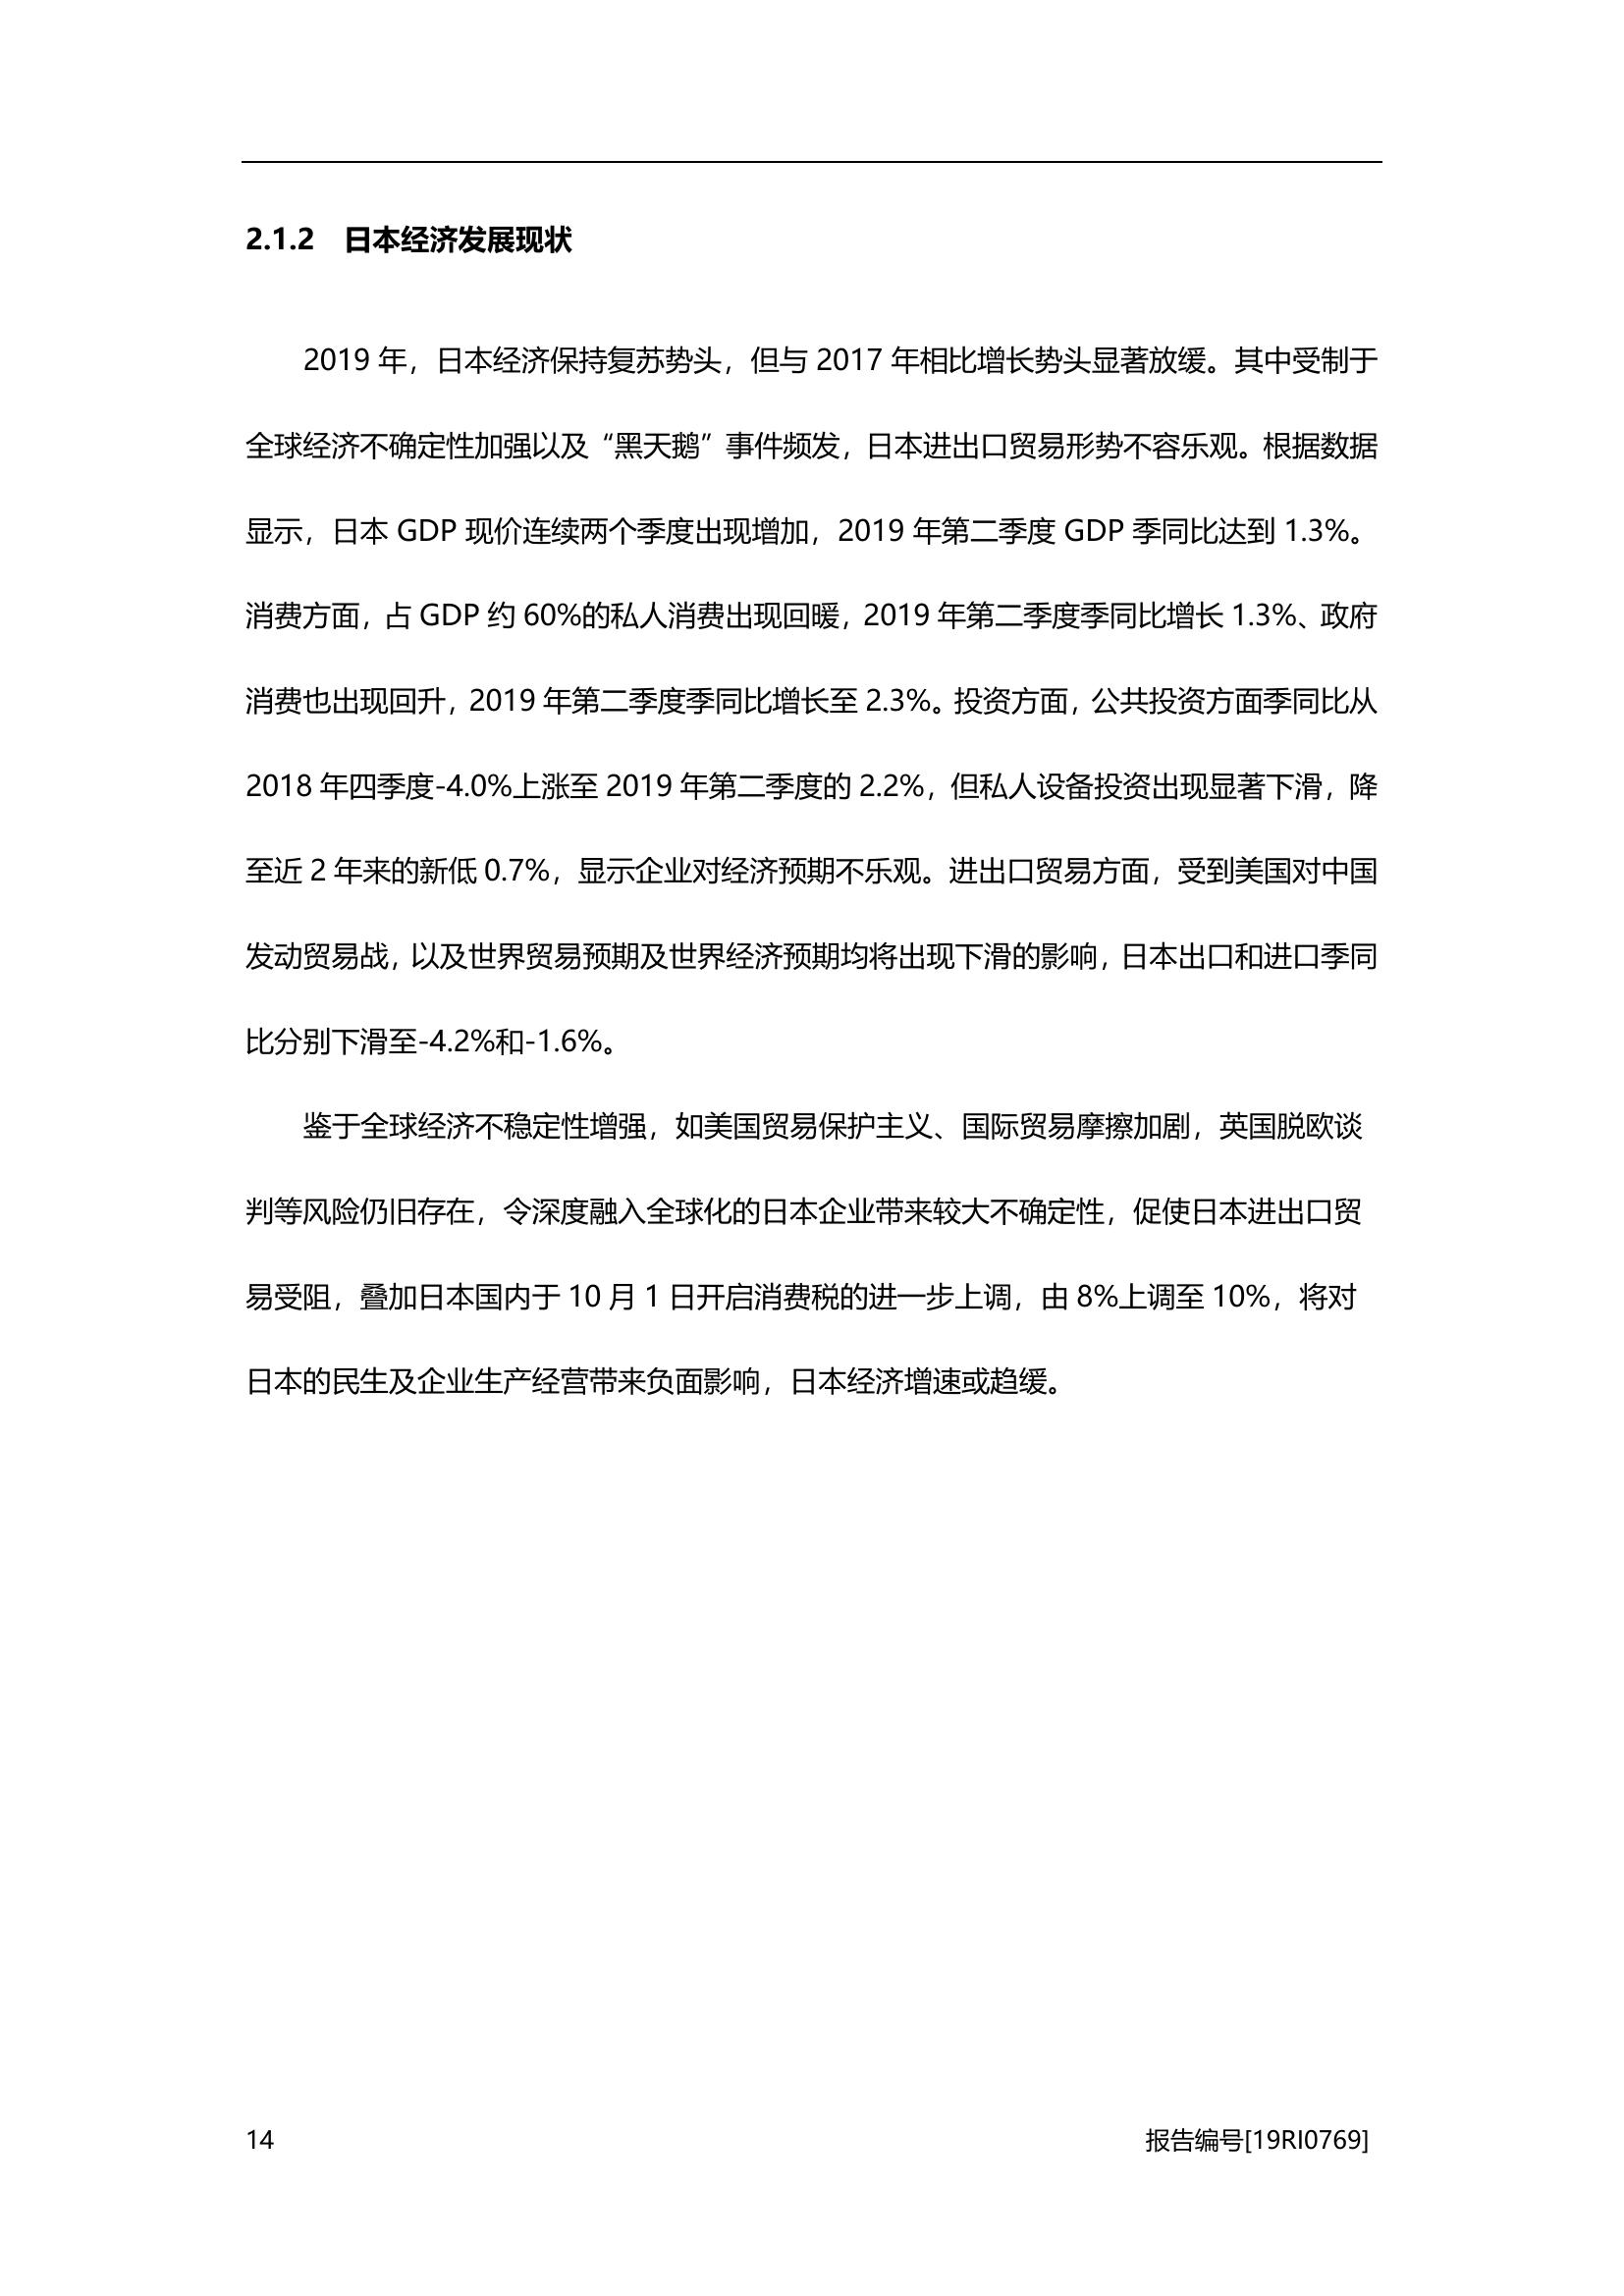 2.1.2 日本经济发展现状
2019 年，日本经济保持复苏势头，但与 2017 年相比增长势头显著放缓。其中受制于
全球经济不确定性加强以及“黑天鹅”事件频发，日本进出口贸易形势不容乐观。根据数据
显示，日本 GDP 现价连续两个季度出现增加，2019 年第二季度 GDP 季同比达到 1.3%。
消费方面，占 GDP 约 60%的私人消费出现回暖，2019 年第二季度季同比增长 1.3%、政府
消费也出现回升，2019 年第二季度季同比增长至 2.3%。投资方面，公共投资方面季同比从
2018 年四季度-4.0%上涨至 2019 年第二季度的 2.2%，但私人设备投资出现显著下滑，降
至近 2 年来的新低 0.7%，显示企业对经济预期不乐观。进出口贸易方面，受到美国对中国
发动贸易战，以及世界贸易预期及世界经济预期均将出现下滑的影响，日本出口和进口季同
比分别下滑至-4.2%和-1.6%。
鉴于全球经济不稳定性增强，如美国贸易保护主义、国际贸易摩擦加剧，英国脱欧谈
判等风险仍旧存在，令深度融入全球化的日本企业带来较大不确定性，促使日本进出口贸
易受阻，叠加日本国内于 10 月 1 日开启消费税的进一步上调，由 8%上调至 10%，将对
日本的民生及企业生产经营带来负面影响，日本经济增速或趋缓。
14 报告编号[19RI0769]